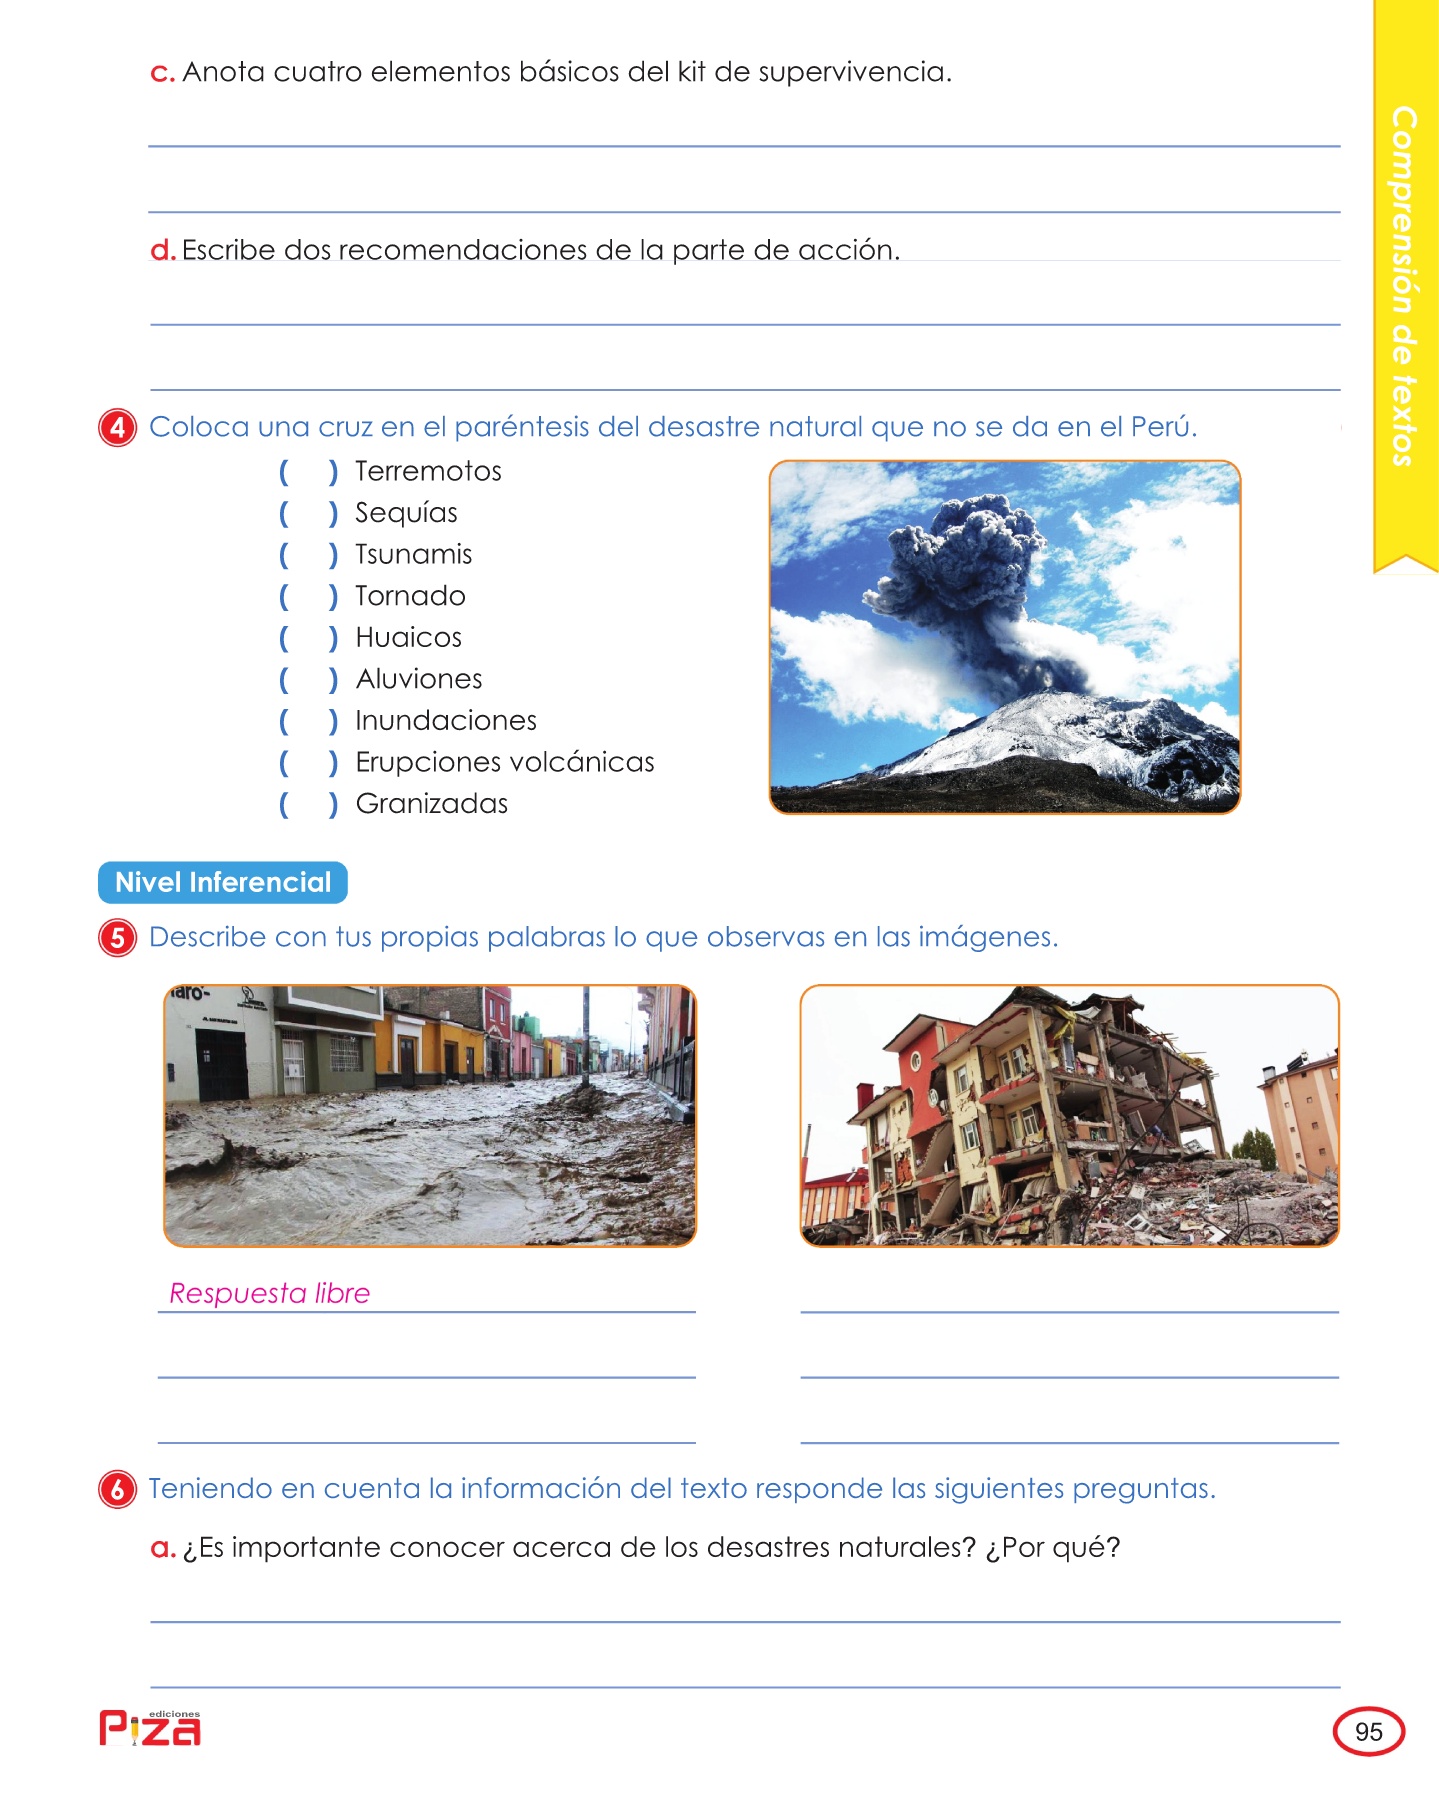 c. Anota cuatro elementos básicos del kit de supervivencia.
d. Escribe dos recomendaciones de la parte de acción.
4 Coloca una cruz en el paréntesis del desastre natural que no se da en el Perú.
( ) Terremotos
( ) Sequías
( ) Tsunamis
( ) Tornado
( ) Huaicos
( ) Aluviones
( ) Inundaciones
( ) Erupciones volcánicas
( ) Granizadas
Nivel Inferencial
5 Describe con tus propias palabras lo que observas en las imágenes.
laro-
Respuesta libre
6 Teniendo en cuenta la información del texto responde las siguientes preguntas.
a. ¿Es importante conocer acerca de los desastres naturales? ¿Por qué?
ediciones
Piza
95
Comprensión de textos